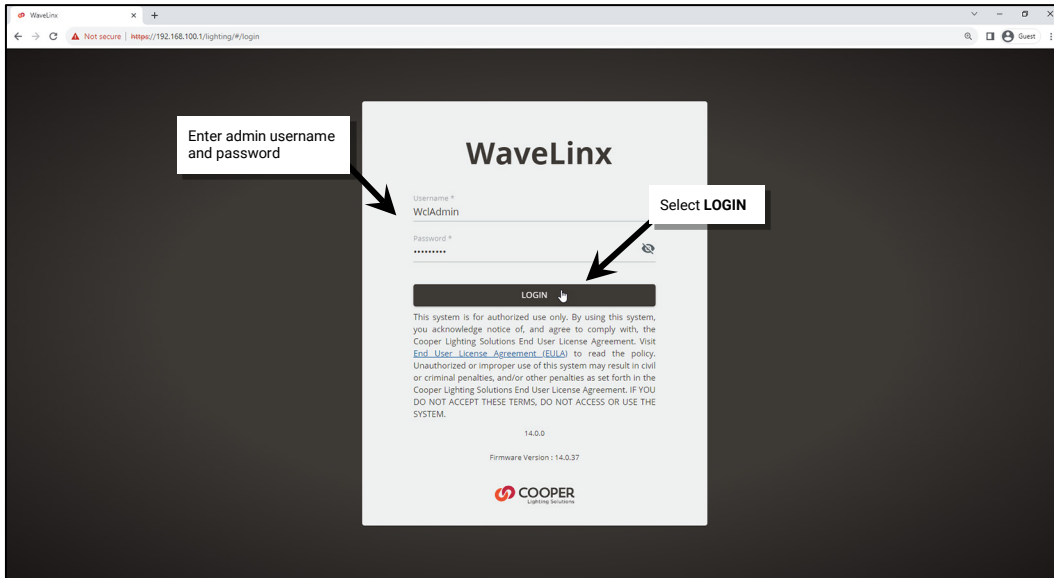 WaveLinx
Not secure | https://192.168.100.1/lighting/#/login
Guest
Enter admin username
and password
WaveLinx
Username *
WclAdmin
Select LOGIN
Password *
•••••••••
LOGIN
This system is for authorized use only. By using this system,
you acknowledge notice of, and agree to comply with, the
Cooper Lighting Solutions End User License Agreement. Visit
End User License Agreement (EULA) to read the policy.
Unauthorized or improper use of this system may result in civil
or criminal penalties, and/or other penalties as set forth in the
Cooper Lighting Solutions End User License Agreement. IF YOU
DO NOT ACCEPT THESE TERMS, DO NOT ACCESS OR USE THE
SYSTEM.
14.0.0
Firmware Version : 14.0.37
COOPER
Lighting Solutions